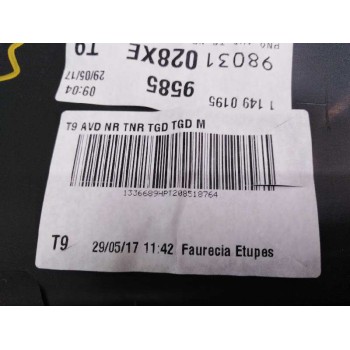 T9
98031 028XE
29/05/17
09:04
9585
1 149 0195
T9 AVD NR TNR TGD TGD M
1336689HPT208518764
T9
29/05/17 11:42 Faurecia Etupes